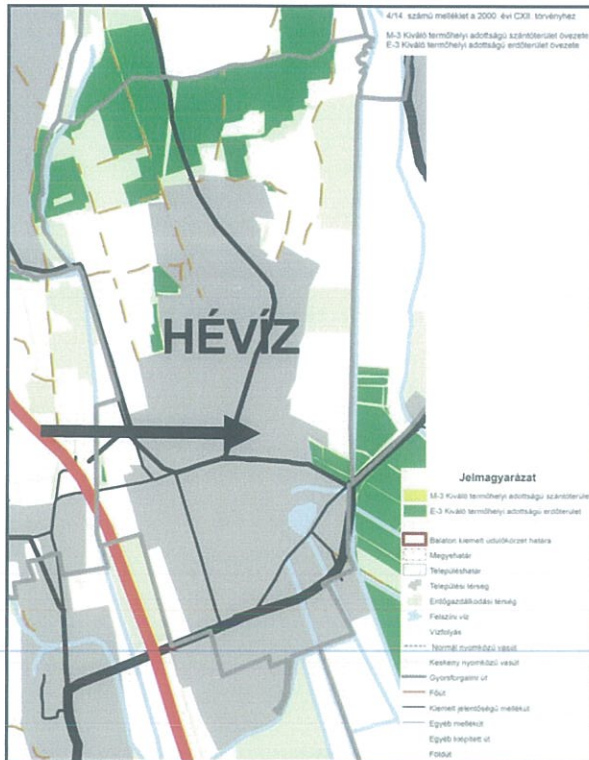 4/14. számú melléklet a 2000. évi CXII. törvényhez
M-3 Kiváló termőhelyi adottságú szántóterület övezete
E-3 Kiváló termőhelyi adottságú erdőterület övezete
HÉVÍZ
Jelmagyarázat
M-3 Kiváló termőhelyi adottságú szántóterület
E-3 Kiváló termőhelyi adottságú erdőterület
Balaton kiemelt üdülőkörzet határa
Megyehatár
Településhatár
Települési térség
Erdőgazdálkodási térség
Felszíni víz
Vízfolyás
Normál nyomközű vasút
Keskeny nyomközű vasút
Gyorsforgalmi út
Főút
Kiemelt jelentőségű mellékút
Egyéb mellékút
Egyéb kiépített út
Földút